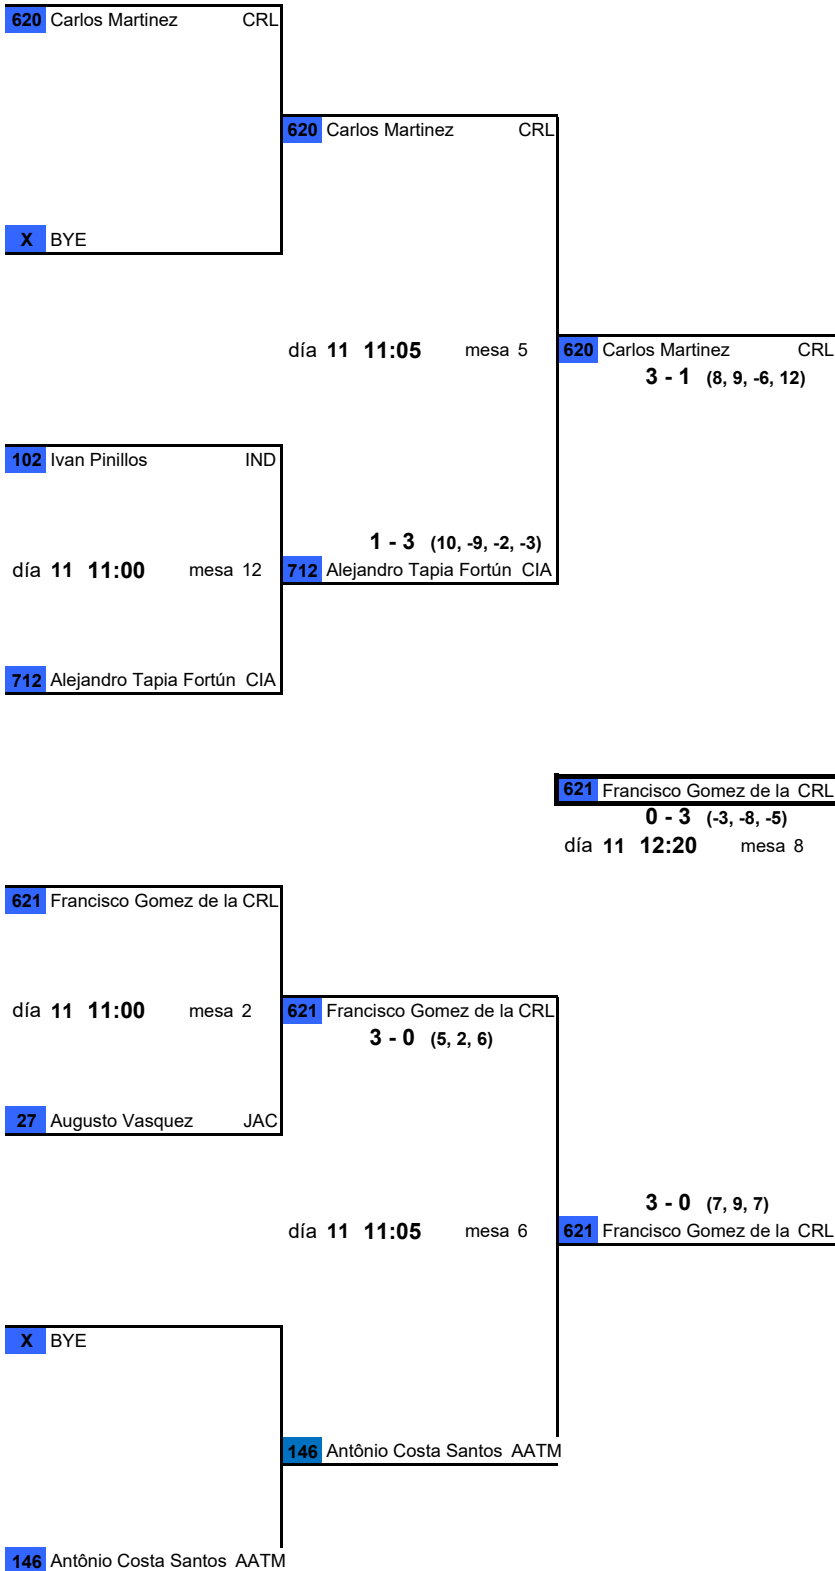 620 Carlos Martinez CRL
620 Carlos Martinez CRL
X BYE
día 11 11:05 mesa 5
620 Carlos Martinez CRL
3 - 1 (8, 9, -6, 12)
102 Ivan Pinillos IND
1 - 3 (10, -9, -2, -3)
día 11 11:00 mesa 12
712 Alejandro Tapia Fortún CIA
712 Alejandro Tapia Fortún CIA
621 Francisco Gomez de la CRL
0 - 3 (-3, -8, -5)
día 11 12:20 mesa 8
621 Francisco Gomez de la CRL
día 11 11:00 mesa 2
621 Francisco Gomez de la CRL
3 - 0 (5, 2, 6)
27 Augusto Vasquez JAC
3 - 0 (7, 9, 7)
día 11 11:05 mesa 6
621 Francisco Gomez de la CRL
X BYE
146 Antônio Costa Santos AATM
146 Antônio Costa Santos AATM